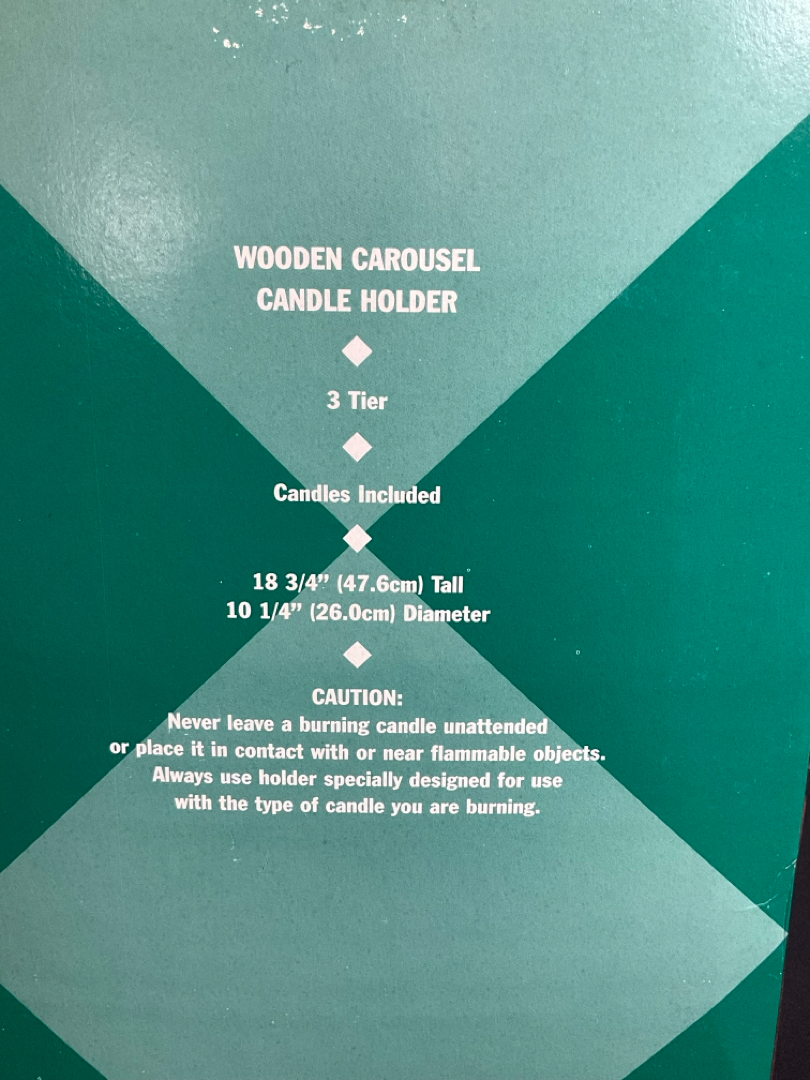 WOODEN CAROUSEL
CANDLE HOLDER
3 Tier
Candles Included
18 3/4” (47.6cm) Tall
10 1/4” (26.0cm) Diameter
CAUTION:
Never leave a burning candle unattended
or place it in contact with or near flammable objects.
Always use holder specially designed for use
with the type of candle you are burning.